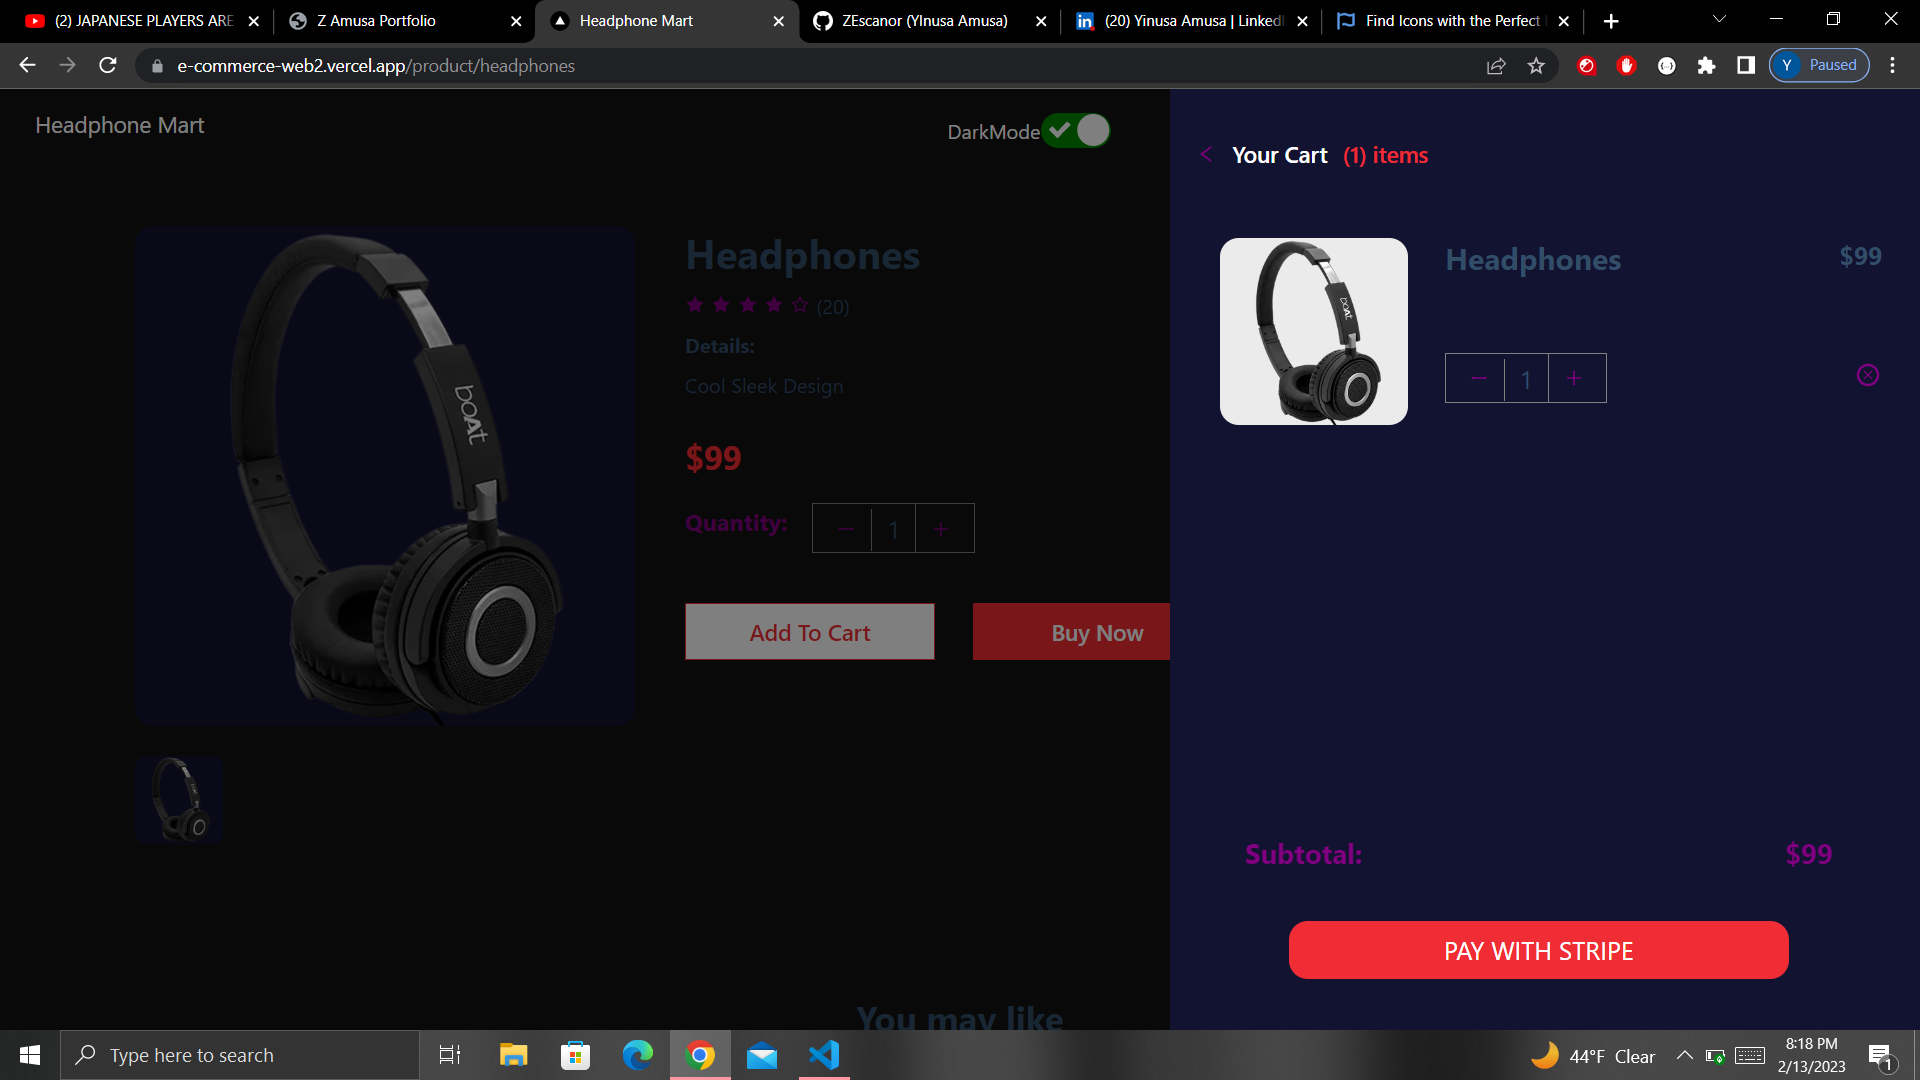 (2) JAPANESE PLAYERS ARE
Z Amusa Portfolio
Headphone Mart
ZEscanor (YInusa Amusa)
(20) Yinusa Amusa | LinkedI
Find Icons with the Perfect
e-commerce-web2.vercel.app/product/headphones
Y Paused
Headphone Mart
DarkMode
Your Cart (1) items
boAt
Headphones
(20)
Details:
Cool Sleek Design
$99
Quantity: − 1 +
Add To Cart
Buy Now
boAt
Headphones $99
− 1 +
Subtotal: $99
PAY WITH STRIPE
You may like
Type here to search
44°F Clear
8:18 PM
2/13/2023
1